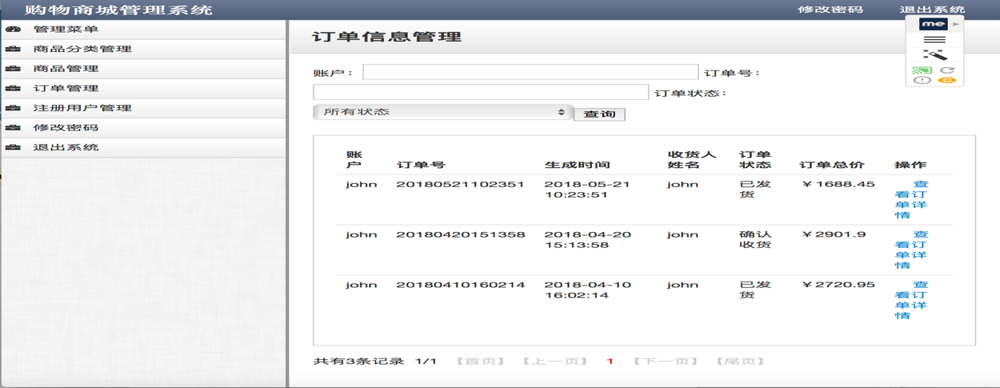 购物商城管理系统
修改密码 退出系统
me
管理菜单
商品分类管理
商品管理
订单管理
注册用户管理
修改密码
退出系统
订单信息管理
账户：
订单号：
订单状态：
所有状态
查询
账
户
订单号
生成时间
收货人
姓名
订单
状态
订单总价
操作
john
20180521102351
2018-05-21
10:23:51
john
已发
货
￥1688.45
查
看订
单详
情
john
20180420151358
2018-04-20
15:13:58
john
确认
收货
￥2901.9
查
看订
单详
情
john
20180410160214
2018-04-10
16:02:14
john
已发
货
￥2720.95
查
看订
单详
情
共有3条记录 1/1 【首页】 【上一页】 1 【下一页】 【尾页】